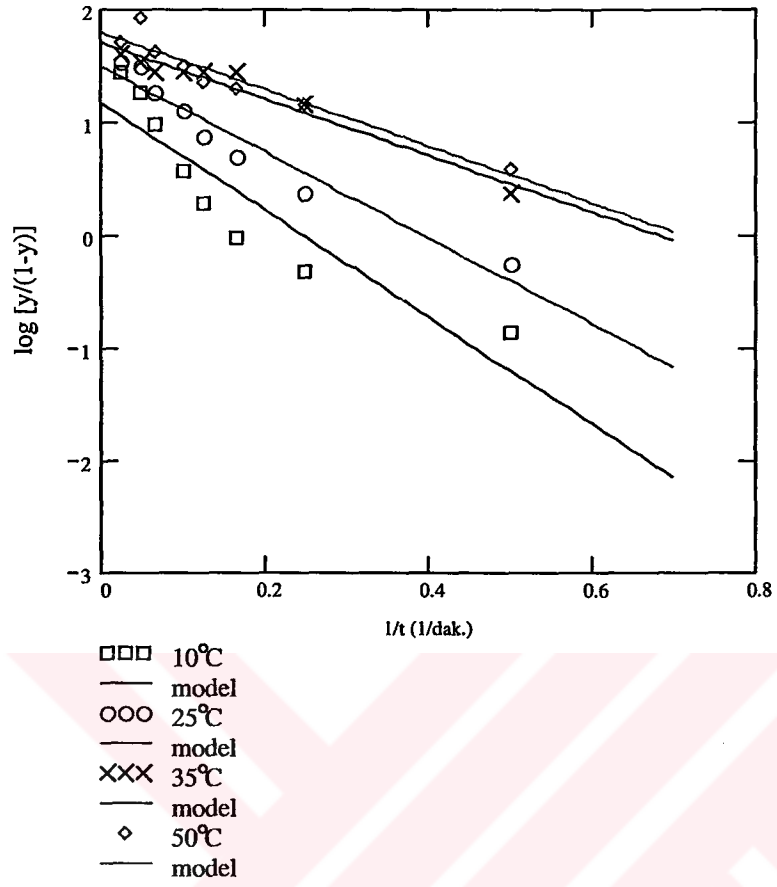 2
1
0
−1
−2
−3
log [y/(1-y)]
0
0.2
0.4
0.6
0.8
1/t (1/dak.)
10°C
model
25°C
model
35°C
model
50°C
model